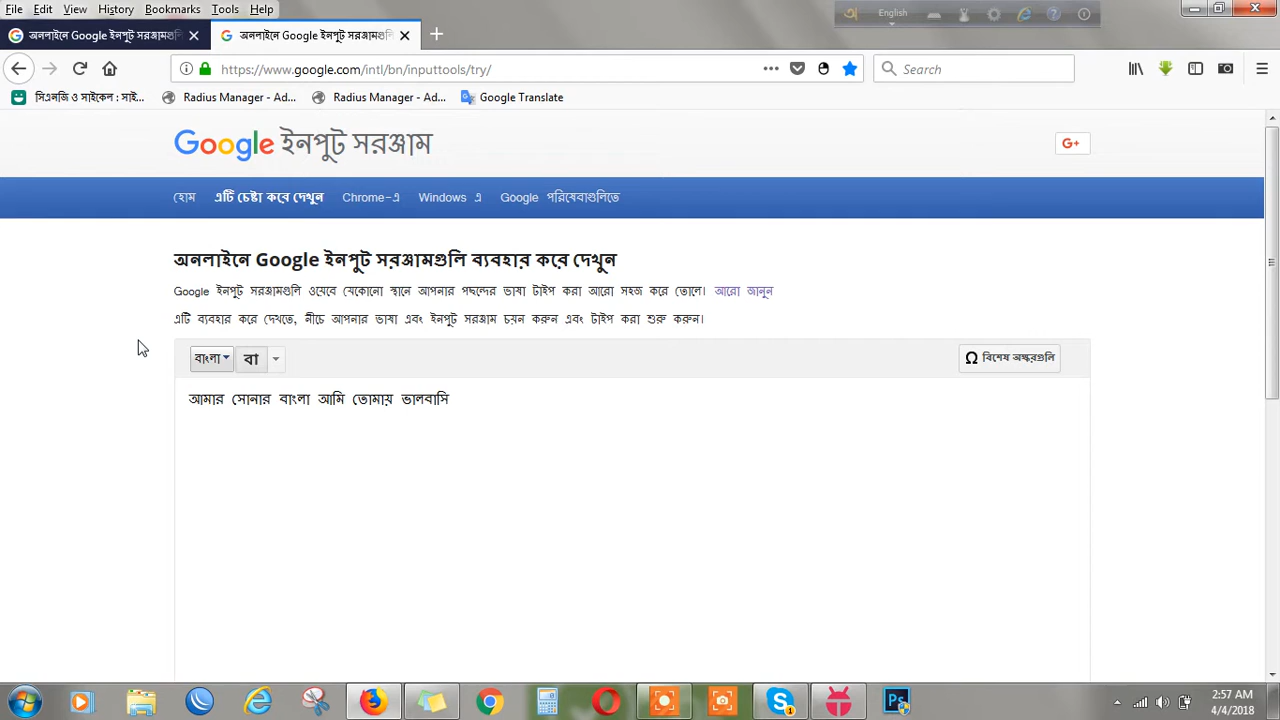 File Edit View History Bookmarks Tools Help
English
অনলাইনে Google ইনপুট সরঞ্জামগুলি
অনলাইনে Google ইনপুট সরঞ্জামগুলি
https://www.google.com/intl/bn/inputtools/try/
Search
সিএনজি ও সাইকেল : সাই...
Radius Manager - Ad...
Radius Manager - Ad...
Google Translate
Google ইনপুট সরঞ্জাম
G+
হোম এটি চেষ্টা করে দেখুন Chrome-এ Windows এ Google পরিষেবাগুলিতে
অনলাইনে Google ইনপুট সরঞ্জামগুলি ব্যবহার করে দেখুন
Google ইনপুট সরঞ্জামগুলি ওয়েবে যেকোনো স্থানে আপনার পছন্দের ভাষা টাইপ করা আরো সহজ করে তোলে। আরো জানুন
এটি ব্যবহার করে দেখতে, নীচে আপনার ভাষা এবং ইনপুট সরঞ্জাম চয়ন করুন এবং টাইপ করা শুরু করুন।
বাংলা বা Ω বিশেষ অক্ষরগুলি
আমার সোনার বাংলা আমি তোমায় ভালবাসি
2:57 AM
4/4/2018